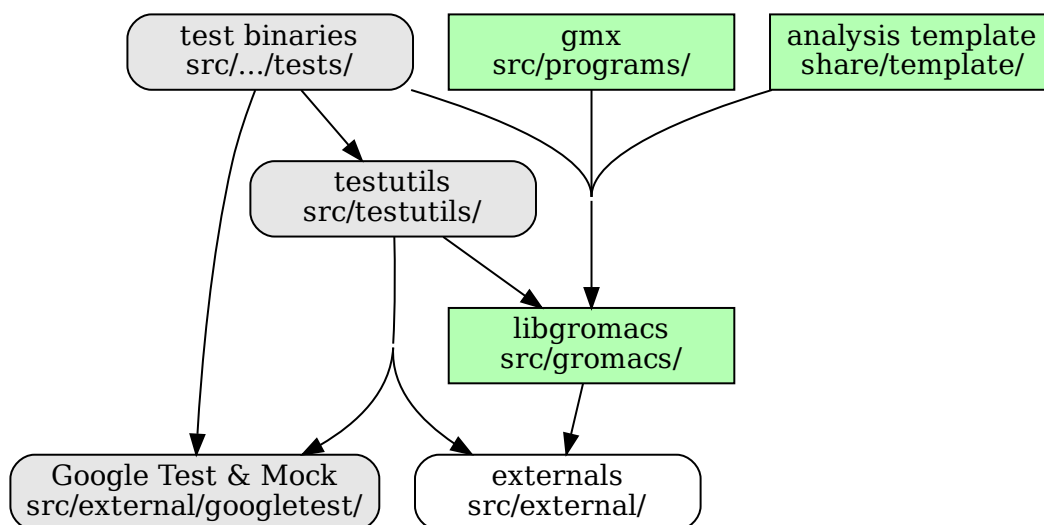 test binaries
src/.../tests/
gmx
src/programs/
analysis template
share/template/
testutils
src/testutils/
libgromacs
src/gromacs/
Google Test & Mock
src/external/googletest/
externals
src/external/